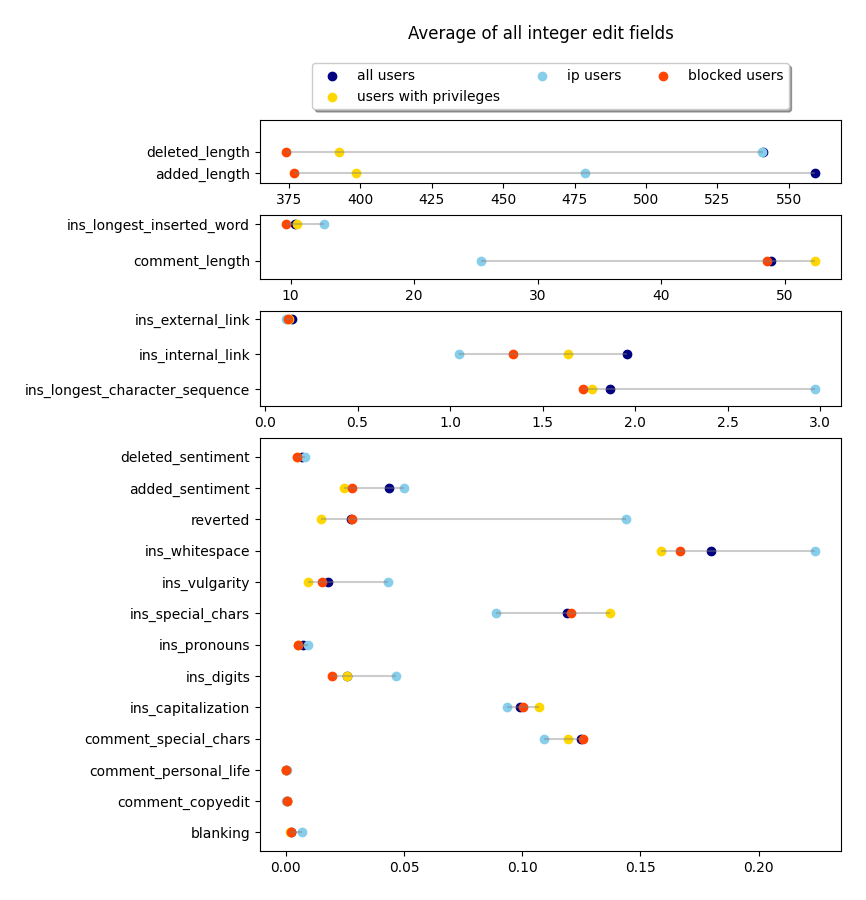 Average of all integer edit fields
all users
ip users
blocked users
users with privileges
deleted_length
added_length
375 400 425 450 475 500 525 550
ins_longest_inserted_word
comment_length
10 20 30 40 50
ins_external_link
ins_internal_link
ins_longest_character_sequence
0.0 0.5 1.0 1.5 2.0 2.5 3.0
deleted_sentiment
added_sentiment
reverted
ins_whitespace
ins_vulgarity
ins_special_chars
ins_pronouns
ins_digits
ins_capitalization
comment_special_chars
comment_personal_life
comment_copyedit
blanking
0.00 0.05 0.10 0.15 0.20